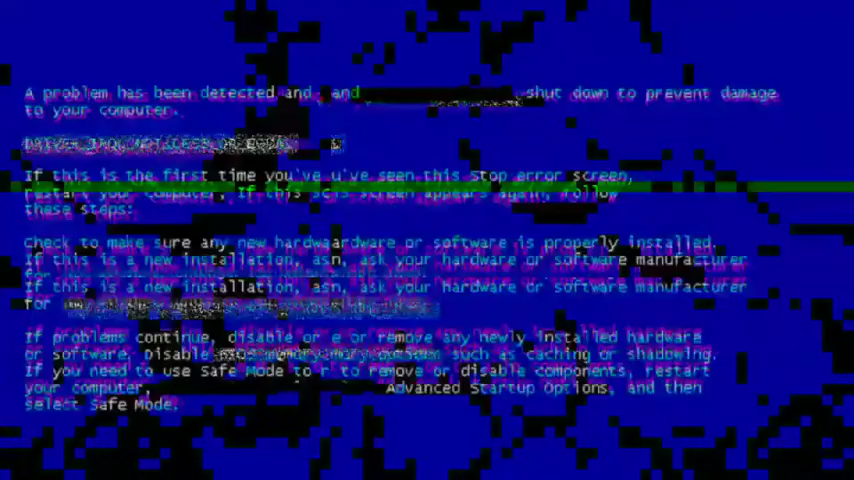 A problem has been detected and, and shut down to prevent damage
to your computer.
If this is the first time you've u've seen this Stop error screen,
restart your computer, If this sc is screen appears again, follow
these steps:
Check to make sure any new hardwaardware or software is properly installed.
If this is a new installation, asn, ask your hardware or software manufacturer
for
If this is a new installation, asn, ask your hardware or software manufacturer
for
If problems continue, disable or e or remove any newly installed hardware
or software. Disable such as caching or shadowing.
If you need to use Safe Mode to r to remove or disable components, restart
your computer, Advanced Startup Options, and then
select Safe Mode.